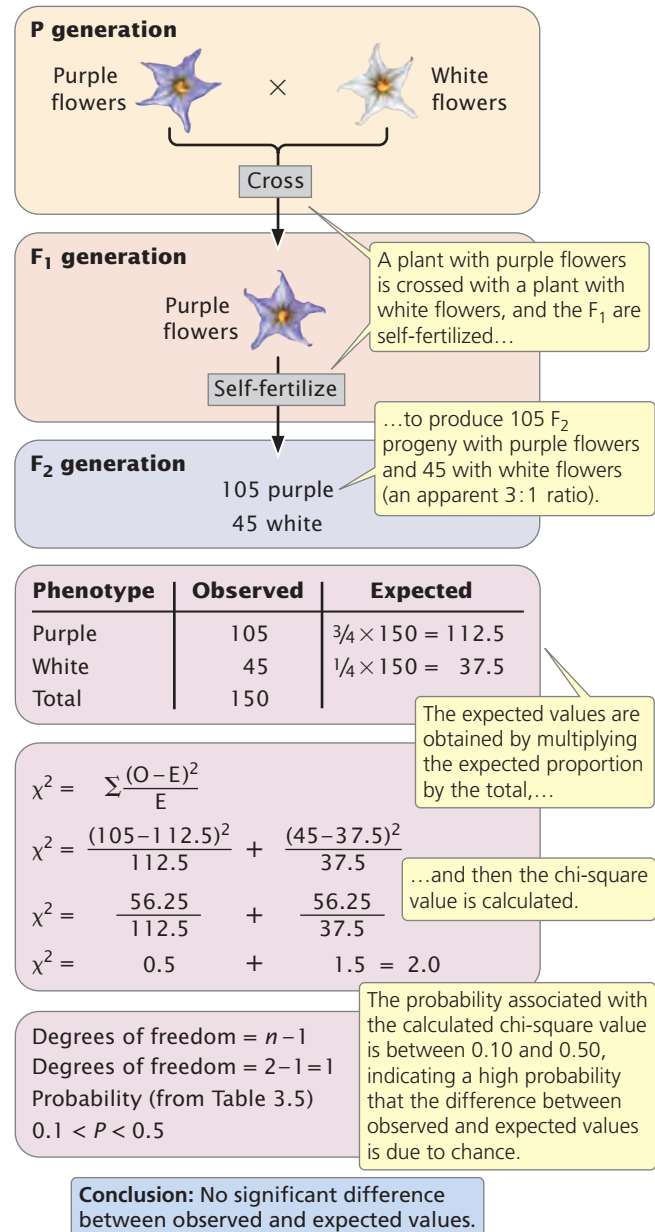 P generation
Purple
flowers
×
White
flowers
Cross
F1 generation
Purple
flowers
A plant with purple flowers
is crossed with a plant with
white flowers, and the F1 are
self-fertilized…
Self-fertilize
F2 generation
105 purple
45 white
…to produce 105 F2
progeny with purple flowers
and 45 with white flowers
(an apparent 3:1 ratio).
Phenotype Observed Expected
Purple 105 3/4 × 150 = 112.5
White 45 1/4 × 150 = 37.5
Total 150
The expected values are
obtained by multiplying
the expected proportion
by the total,…
χ² = Σ (O – E)² / E
χ² = (105–112.5)² / 112.5 + (45–37.5)² / 37.5
χ² = 56.25 / 112.5 + 56.25 / 37.5
χ² = 0.5 + 1.5 = 2.0
…and then the chi-square
value is calculated.
Degrees of freedom = n – 1
Degrees of freedom = 2–1=1
Probability (from Table 3.5)
0.1 < P < 0.5
The probability associated with
the calculated chi-square value
is between 0.10 and 0.50,
indicating a high probability
that the difference between
observed and expected values
is due to chance.
Conclusion: No significant difference
between observed and expected values.